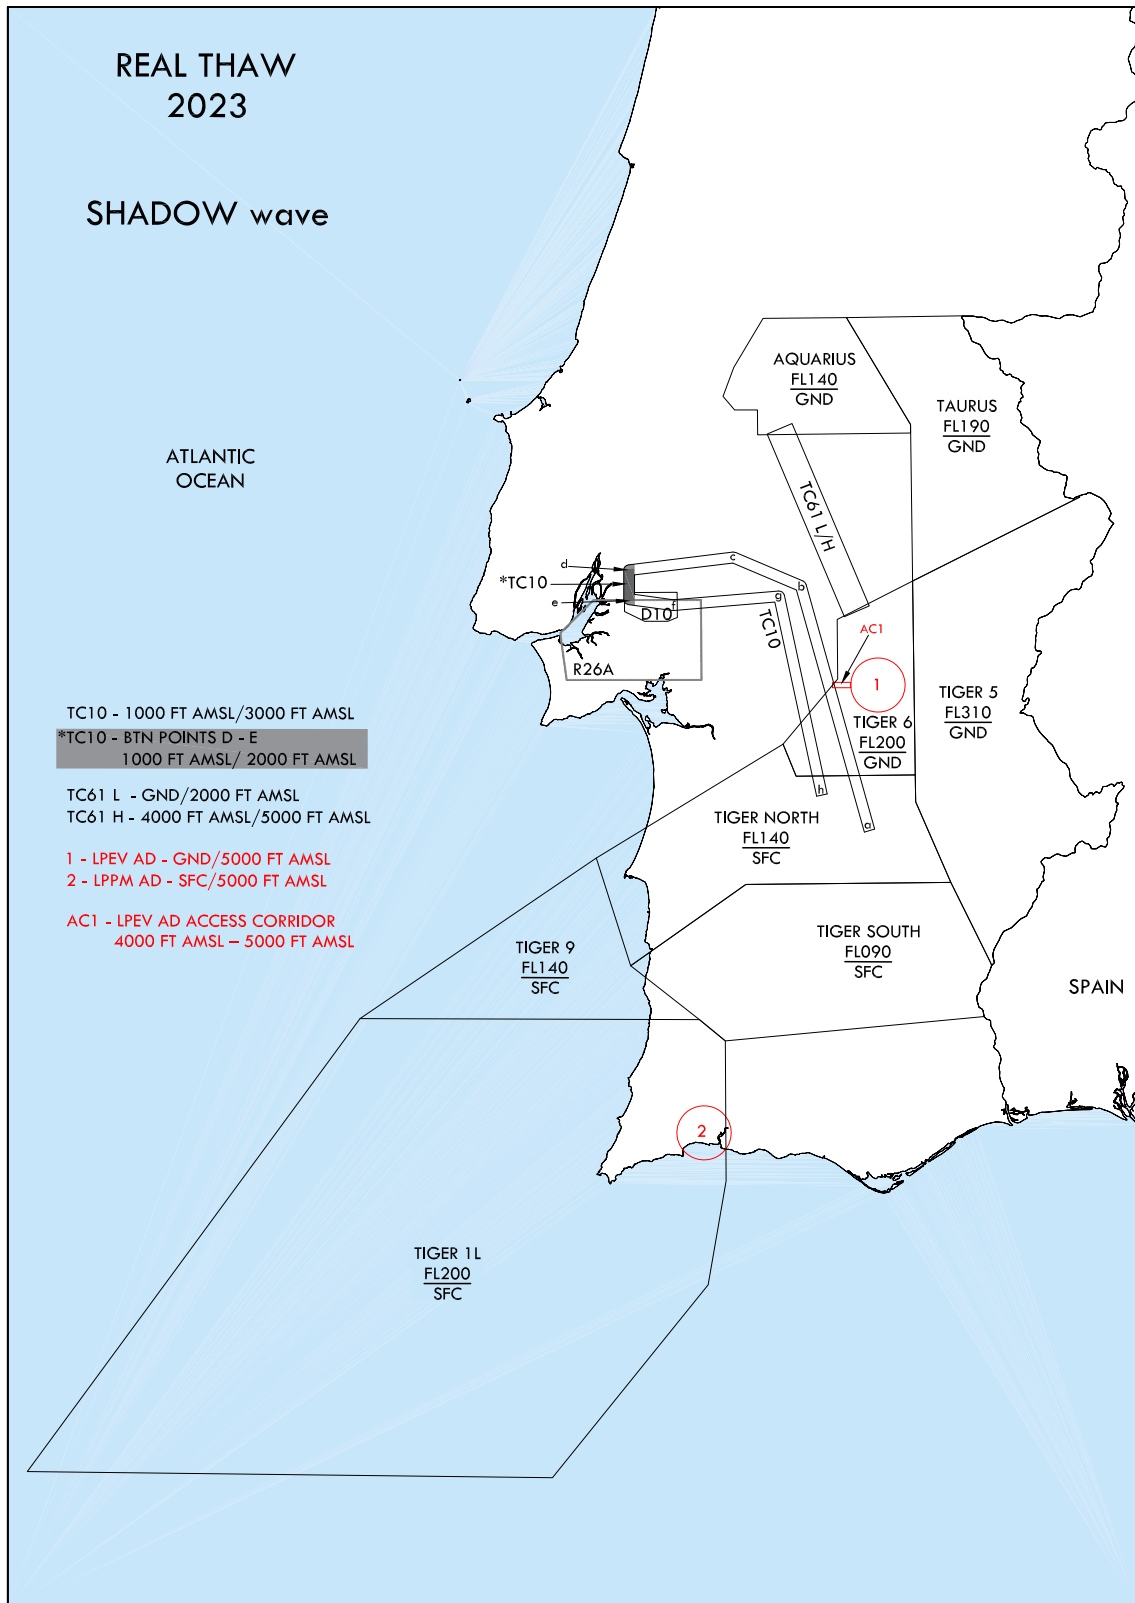 REAL THAW
2023
SHADOW wave
AQUARIUS
FL140
GND
TAURUS
FL190
GND
ATLANTIC
OCEAN
TC61 L/H
c
d
*TC10
b
e
g
f
D10
TC10
AC1
R26A
1
TIGER 5
FL310
GND
TIGER 6
FL200
GND
TC10 - 1000 FT AMSL/3000 FT AMSL
*TC10 - BTN POINTS D - E
1000 FT AMSL/ 2000 FT AMSL
TC61 L - GND/2000 FT AMSL
TC61 H - 4000 FT AMSL/5000 FT AMSL
1 - LPEV AD - GND/5000 FT AMSL
2 - LPPM AD - SFC/5000 FT AMSL
AC1 - LPEV AD ACCESS CORRIDOR
4000 FT AMSL – 5000 FT AMSL
h
a
TIGER NORTH
FL140
SFC
TIGER SOUTH
FL090
SFC
TIGER 9
FL140
SFC
SPAIN
2
TIGER 1L
FL200
SFC